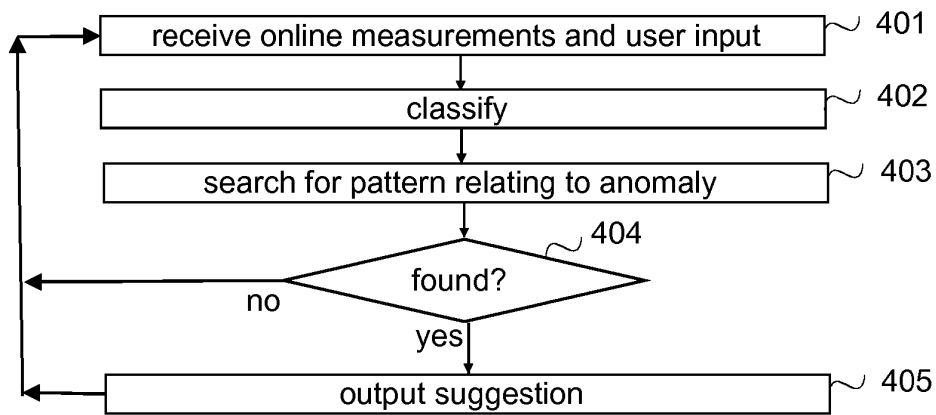 receive online measurements and user input
401
classify
402
search for pattern relating to anomaly
403
404
found?
no
yes
output suggestion
405